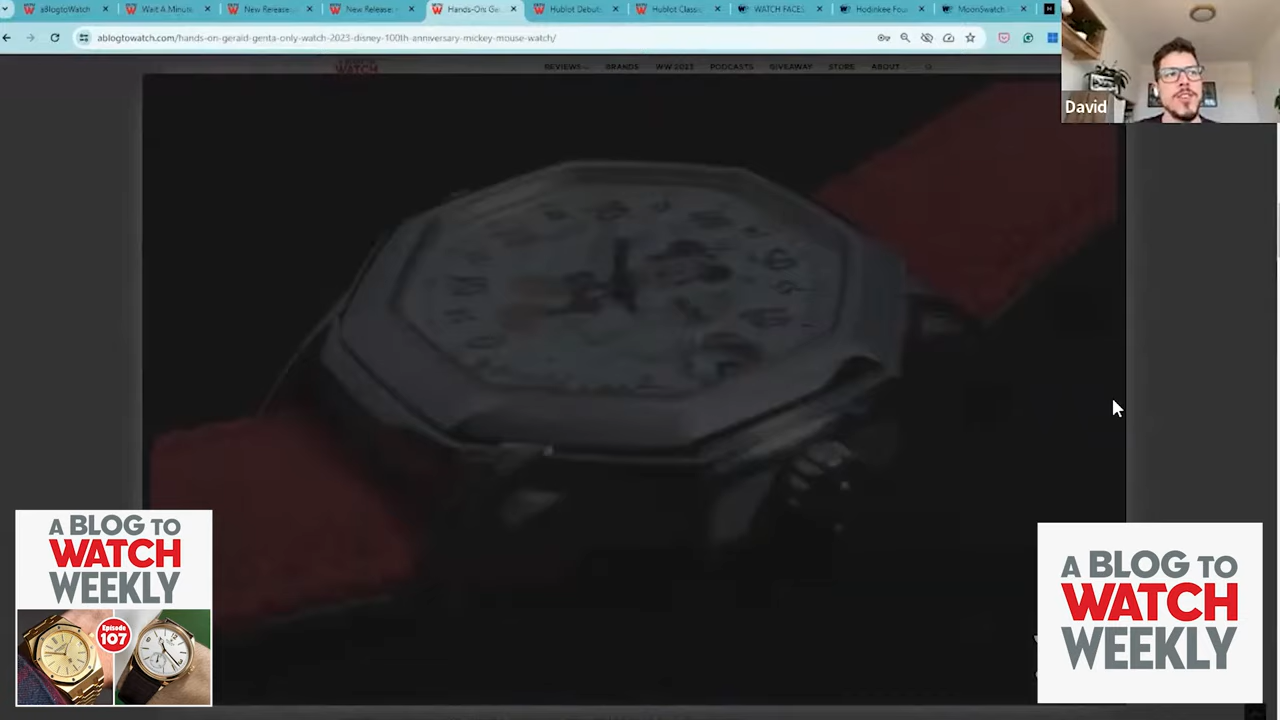 aBlogtoWatch
Wait A Minute
New Release
New Release:
Hands-On: Ge
Hublot Debut
Hublot Classi
WATCH FACES
Hodinkee Fou
MoonSwatch
ablogtowatch.com/hands-on-gerald-genta-only-watch-2023-disney-100th-anniversary-mickey-mouse-watch/
WATCH
REVIEWS
BRANDS
WW 2023
PODCASTS
GIVEAWAY
STORE
ABOUT
David
A BLOG TO
WATCH
WEEKLY
Episode
107
A BLOG TO
WATCH
WEEKLY